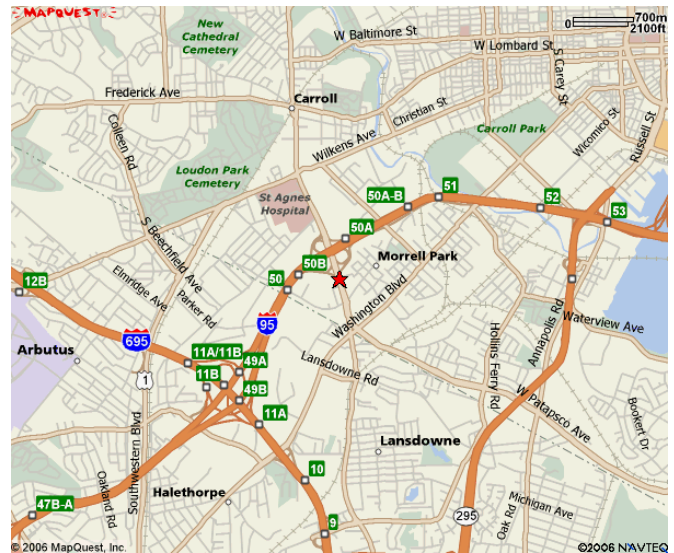 MAPQUEST
0 700m
2100ft
New
Cathedral
Cemetery
W Baltimore St
W Lombard St
S Carey St
Frederick Ave
Carroll
Christian St
Carroll Park
Wicomico St
Russell St
Colleen Rd
Wilkens Ave
Loudon Park
Cemetery
St Agnes
Hospital
50A-B
51
52
53
50A
S Beechfield Ave
50B
Morrell Park
50
12B
Elmridge Ave
Parker Rd
Washington Blvd
95
695
Annapolis Rd
Waterview Ave
Hollins Ferry Rd
Arbutus
11A/11B
49A
Lansdowne Rd
11B
1
49B
W Patapsco Ave
11A
Bookert Dr
Southwestern Blvd
Lansdowne
10
Oakland Rd
Halethorpe
47B-A
Michigan Ave
295
Oak Rd
9
© 2006 MapQuest, Inc.
©2006 NAVTEQ